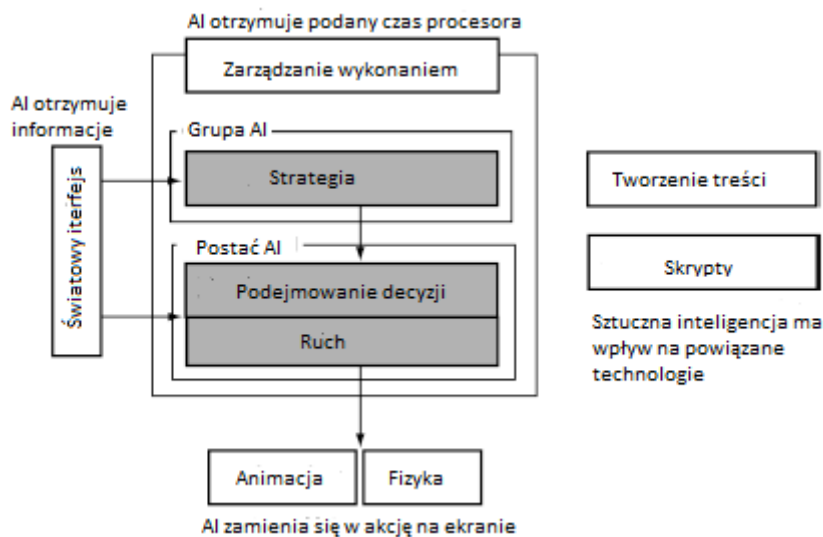 AI otrzymuje podany czas procesora
Zarządzanie wykonaniem
AI otrzymuje
informacje
Grupa AI
Strategia
Światowy iterfejs
Postać AI
Podejmowanie decyzji
Ruch
Tworzenie treści
Skrypty
Sztuczna inteligencja ma
wpływ na powiązane
technologie
Animacja
Fizyka
AI zamienia się w akcję na ekranie